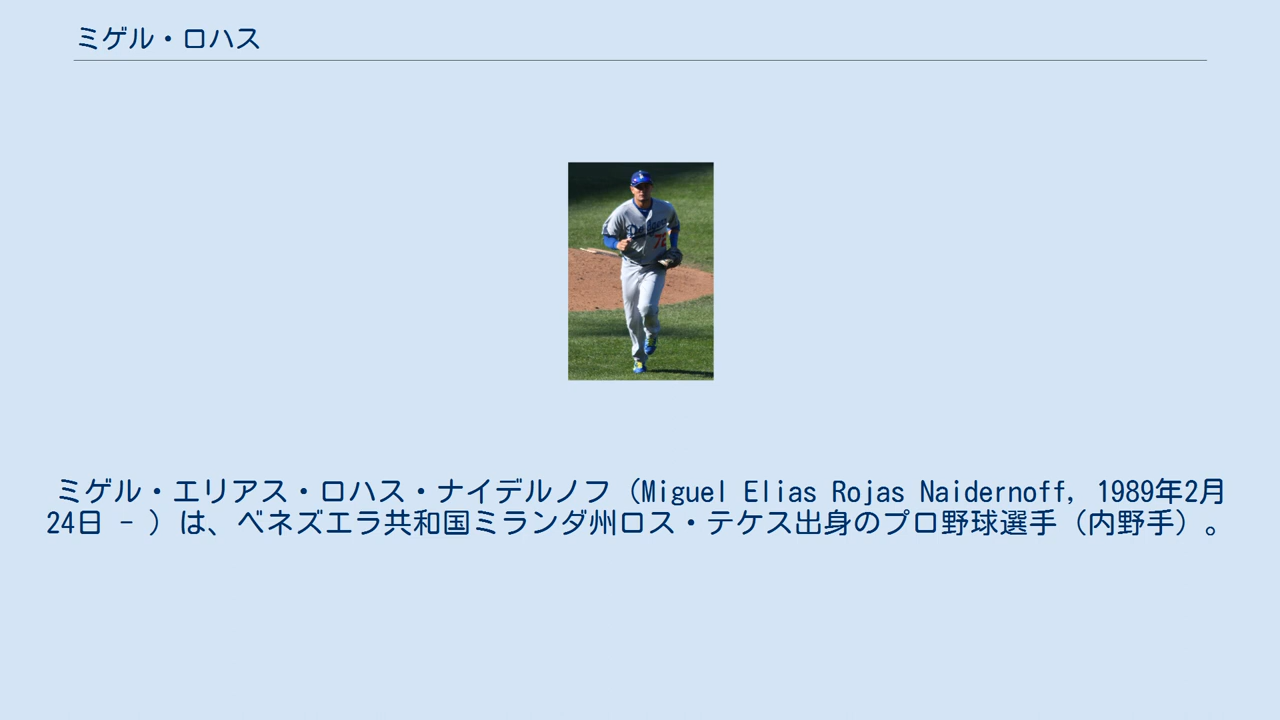 ミゲル・ロハス
Dodgers
72
ミゲル・エリアス・ロハス・ナイデルノフ（Miguel Elias Rojas Naidernoff, 1989年2月
24日 - ）は、ベネズエラ共和国ミランダ州ロス・テケス出身のプロ野球選手（内野手）。